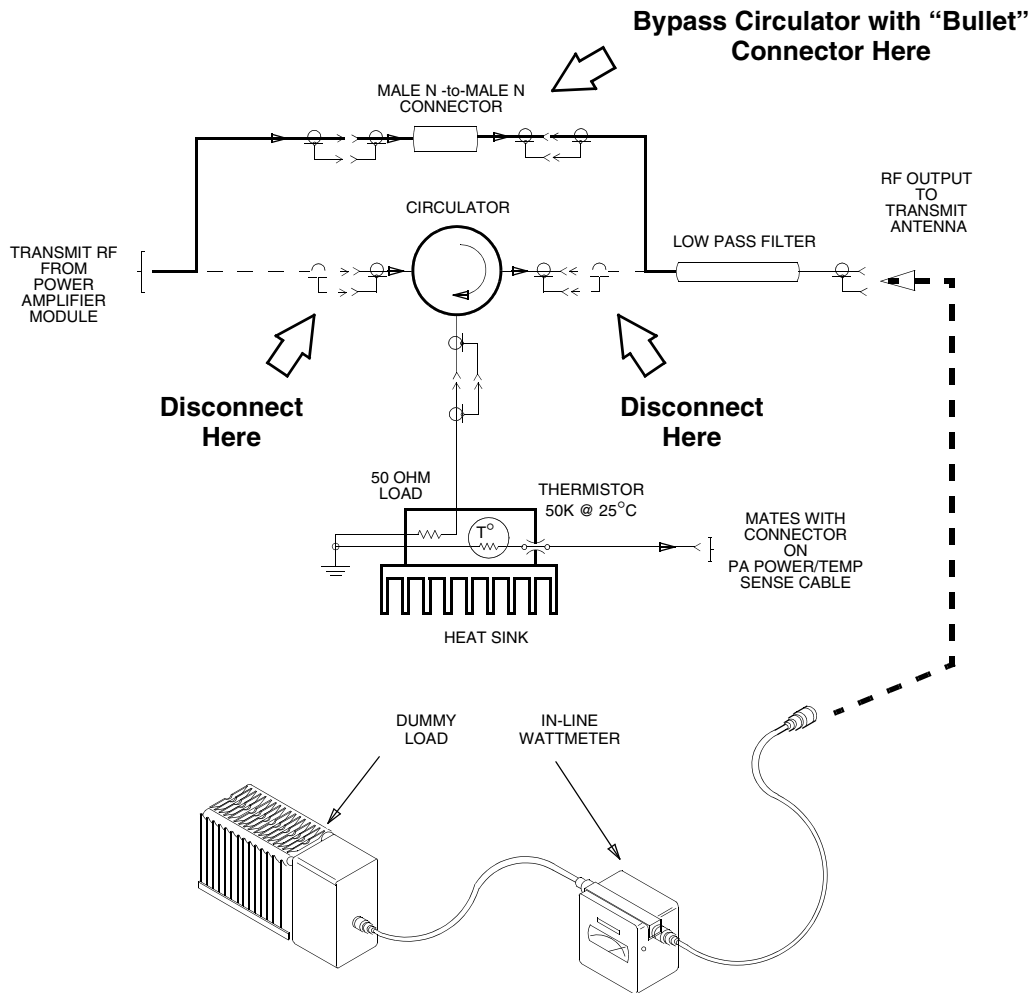 Bypass Circulator with “Bullet”
Connector Here
MALE N -to-MALE N
CONNECTOR
RF OUTPUT
TO
TRANSMIT
ANTENNA
CIRCULATOR
LOW PASS FILTER
TRANSMIT RF
FROM
POWER
AMPLIFIER
MODULE
Disconnect
Here
Disconnect
Here
50 OHM
LOAD
THERMISTOR
50K @ 25°C
T°
MATES WITH
CONNECTOR
ON
PA POWER/TEMP
SENSE CABLE
HEAT SINK
DUMMY
LOAD
IN-LINE
WATTMETER